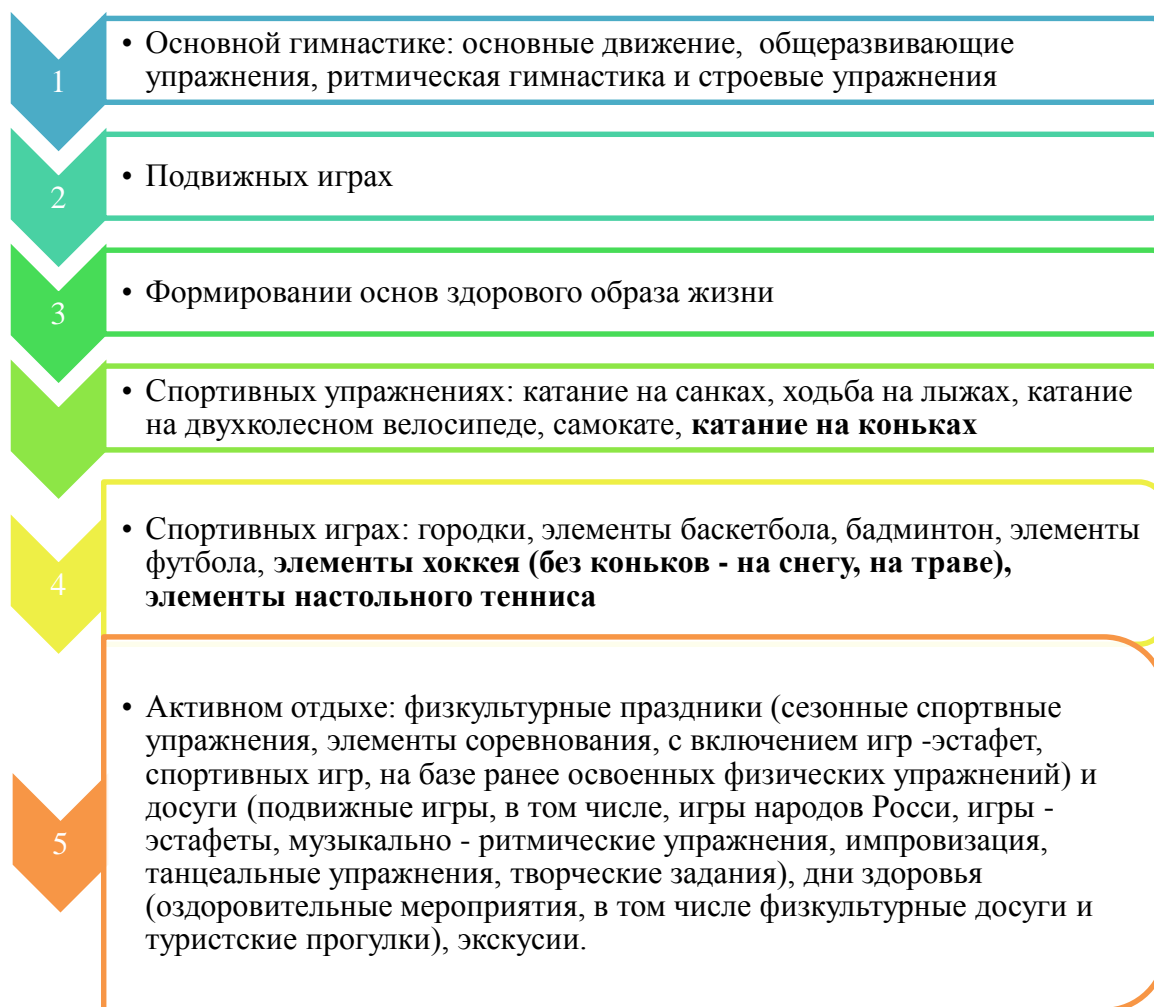 1
• Основной гимнастике: основные движение, общеразвивающие
упражнения, ритмическая гимнастика и строевые упражнения
2
• Подвижных играх
3
• Формировании основ здорового образа жизни
• Спортивных упражнениях: катание на санках, ходьба на лыжах, катание
на двухколесном велосипеде, самокате, катание на коньках
4
• Спортивных играх: городки, элементы баскетбола, бадминтон, элементы
футбола, элементы хоккея (без коньков - на снегу, на траве),
элементы настольного тенниса
5
• Активном отдыхе: физкультурные праздники (сезонные спортвные
упражнения, элементы соревнования, с включением игр -эстафет,
спортивных игр, на базе ранее освоенных физических упражнений) и
досуги (подвижные игры, в том числе, игры народов Росси, игры -
эстафеты, музыкально - ритмические упражнения, импровизация,
танцеальные упражнения, творческие задания), дни здоровья
(оздоровительные мероприятия, в том числе физкультурные досуги и
туристские прогулки), экскусии.